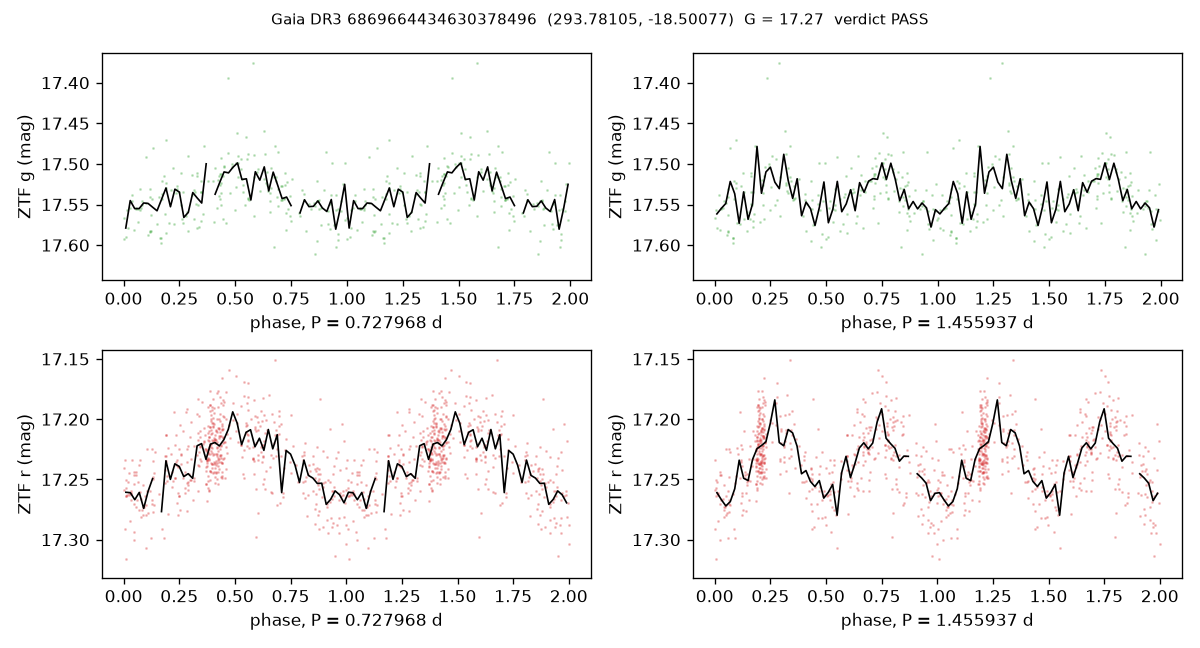 Gaia DR3 6869664434630378496 (293.78105, -18.50077) G = 17.27 verdict PASS
ZTF g (mag)
17.40
17.45
17.50
17.55
17.60
0.00 0.25 0.50 0.75 1.00 1.25 1.50 1.75 2.00
phase, P = 0.727968 d
ZTF g (mag)
17.40
17.45
17.50
17.55
17.60
0.00 0.25 0.50 0.75 1.00 1.25 1.50 1.75 2.00
phase, P = 1.455937 d
ZTF r (mag)
17.15
17.20
17.25
17.30
0.00 0.25 0.50 0.75 1.00 1.25 1.50 1.75 2.00
phase, P = 0.727968 d
ZTF r (mag)
17.15
17.20
17.25
17.30
0.00 0.25 0.50 0.75 1.00 1.25 1.50 1.75 2.00
phase, P = 1.455937 d